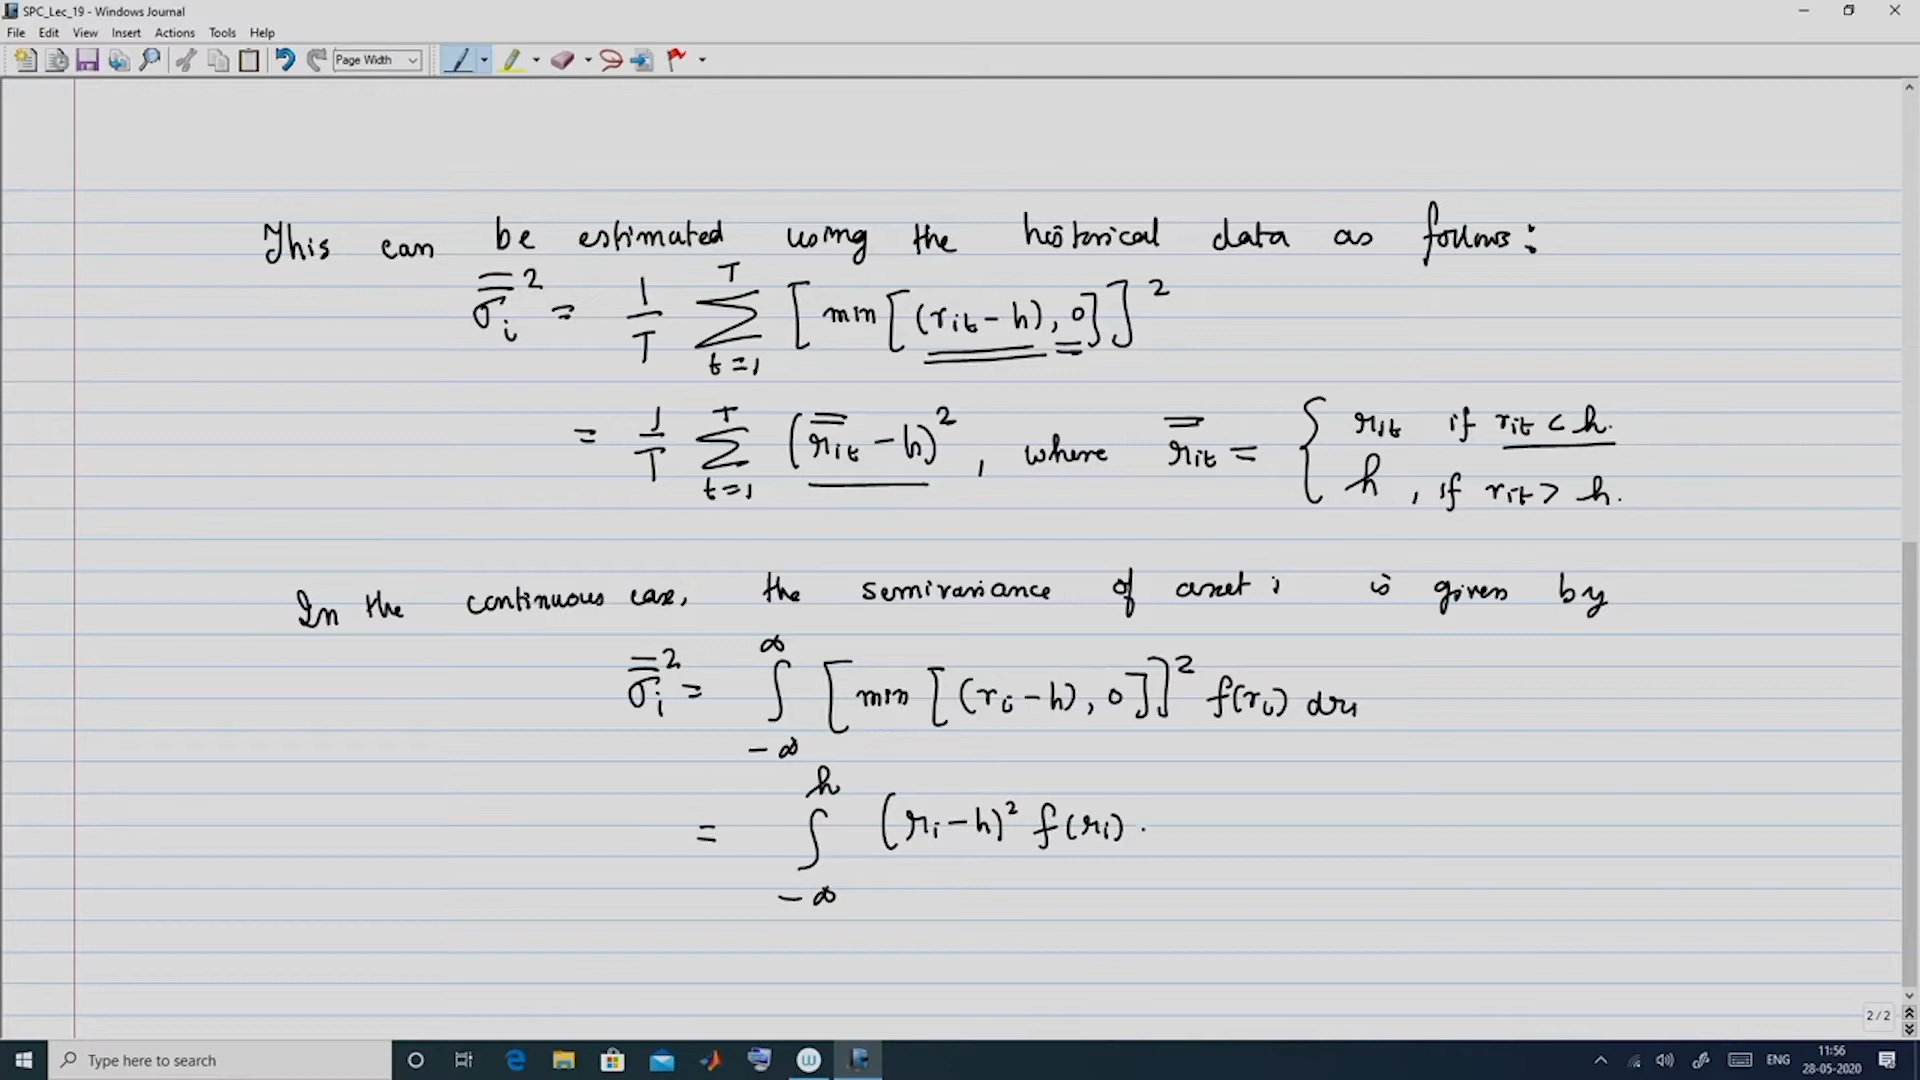 SPC_Lec_19 - Windows Journal
File Edit View Insert Actions Tools Help
Page Width
This can be estimated using the historical data as follows:
σ̿ᵢ² = 1/T Σ_{t=1}^{T} [min[(rᵢₜ - h), 0]]²
= 1/T Σ_{t=1}^{T} (r̿ᵢₜ - h)², where r̿ᵢₜ = { rᵢₜ if rᵢₜ < h.
h, if rᵢₜ > h.
In the continuous case, the semivariance of asset i is given by
σ̿ᵢ² = ∫_{-∞}^{∞} [min[(rᵢ - h), 0]]² f(rᵢ) drᵢ
= ∫_{-∞}^{h} (rᵢ - h)² f(rᵢ).
2/2
Type here to search
ENG
11:56
28-05-2020